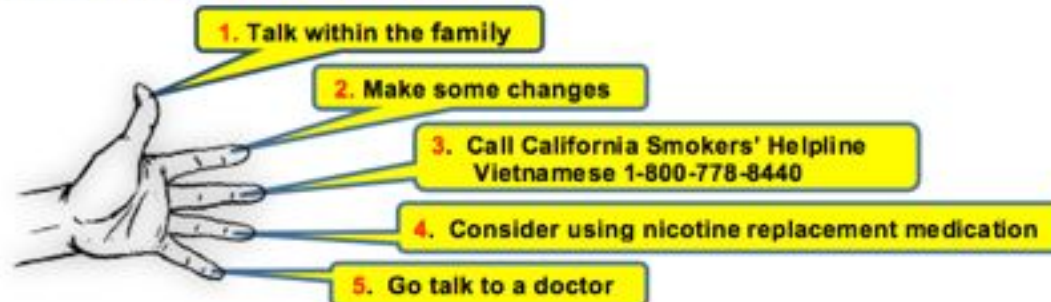 1. Talk within the family
2. Make some changes
3. Call California Smokers' Helpline
Vietnamese 1-800-778-8440
4. Consider using nicotine replacement medication
5. Go talk to a doctor